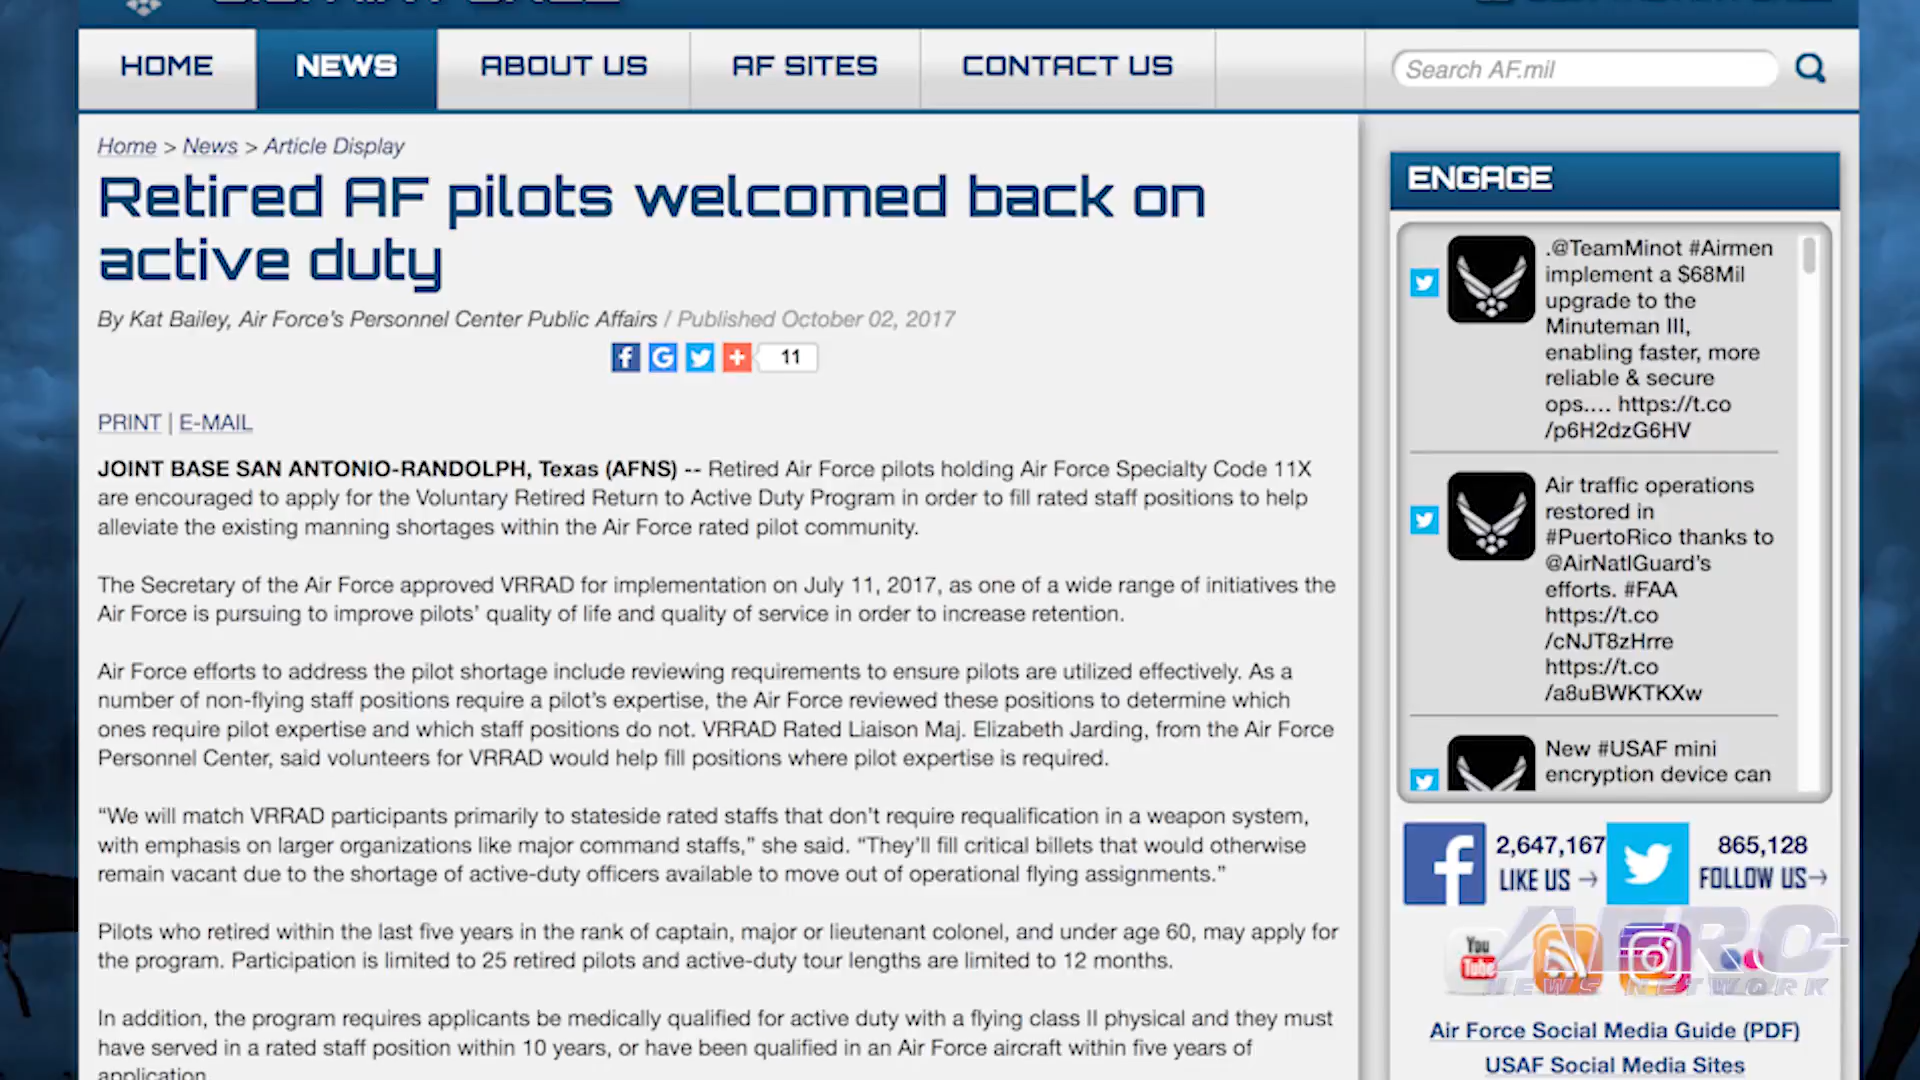 HOME
NEWS
ABOUT US
AF SITES
CONTACT US
Search AF.mil
Home > News > Article Display
Retired AF pilots welcomed back on
active duty
By Kat Bailey, Air Force's Personnel Center Public Affairs / Published October 02, 2017
11
PRINT | E-MAIL
JOINT BASE SAN ANTONIO-RANDOLPH, Texas (AFNS) -- Retired Air Force pilots holding Air Force Specialty Code 11X
are encouraged to apply for the Voluntary Retired Return to Active Duty Program in order to fill rated staff positions to help
alleviate the existing manning shortages within the Air Force rated pilot community.
The Secretary of the Air Force approved VRRAD for implementation on July 11, 2017, as one of a wide range of initiatives the
Air Force is pursuing to improve pilots' quality of life and quality of service in order to increase retention.
Air Force efforts to address the pilot shortage include reviewing requirements to ensure pilots are utilized effectively. As a
number of non-flying staff positions require a pilot's expertise, the Air Force reviewed these positions to determine which
ones require pilot expertise and which staff positions do not. VRRAD Rated Liaison Maj. Elizabeth Jarding, from the Air Force
Personnel Center, said volunteers for VRRAD would help fill positions where pilot expertise is required.
“We will match VRRAD participants primarily to stateside rated staffs that don't require requalification in a weapon system,
with emphasis on larger organizations like major command staffs,” she said. “They'll fill critical billets that would otherwise
remain vacant due to the shortage of active-duty officers available to move out of operational flying assignments.”
Pilots who retired within the last five years in the rank of captain, major or lieutenant colonel, and under age 60, may apply for
the program. Participation is limited to 25 retired pilots and active-duty tour lengths are limited to 12 months.
In addition, the program requires applicants be medically qualified for active duty with a flying class II physical and they must
have served in a rated staff position within 10 years, or have been qualified in an Air Force aircraft within five years of
application.
ENGAGE
.@TeamMinot #Airmen
implement a $68Mil
upgrade to the
Minuteman III,
enabling faster, more
reliable & secure
ops.... https://t.co
/p6H2dzG6HV
Air traffic operations
restored in
#PuertoRico thanks to
@AirNatlGuard's
efforts. #FAA
https://t.co
/cNJT8zHrre
https://t.co
/a8uBWKTKXw
New #USAF mini
encryption device can
2,647,167
LIKE US
865,128
FOLLOW US
You
Tube
AERO
NEWS NETWORK
Air Force Social Media Guide (PDF)
USAF Social Media Sites